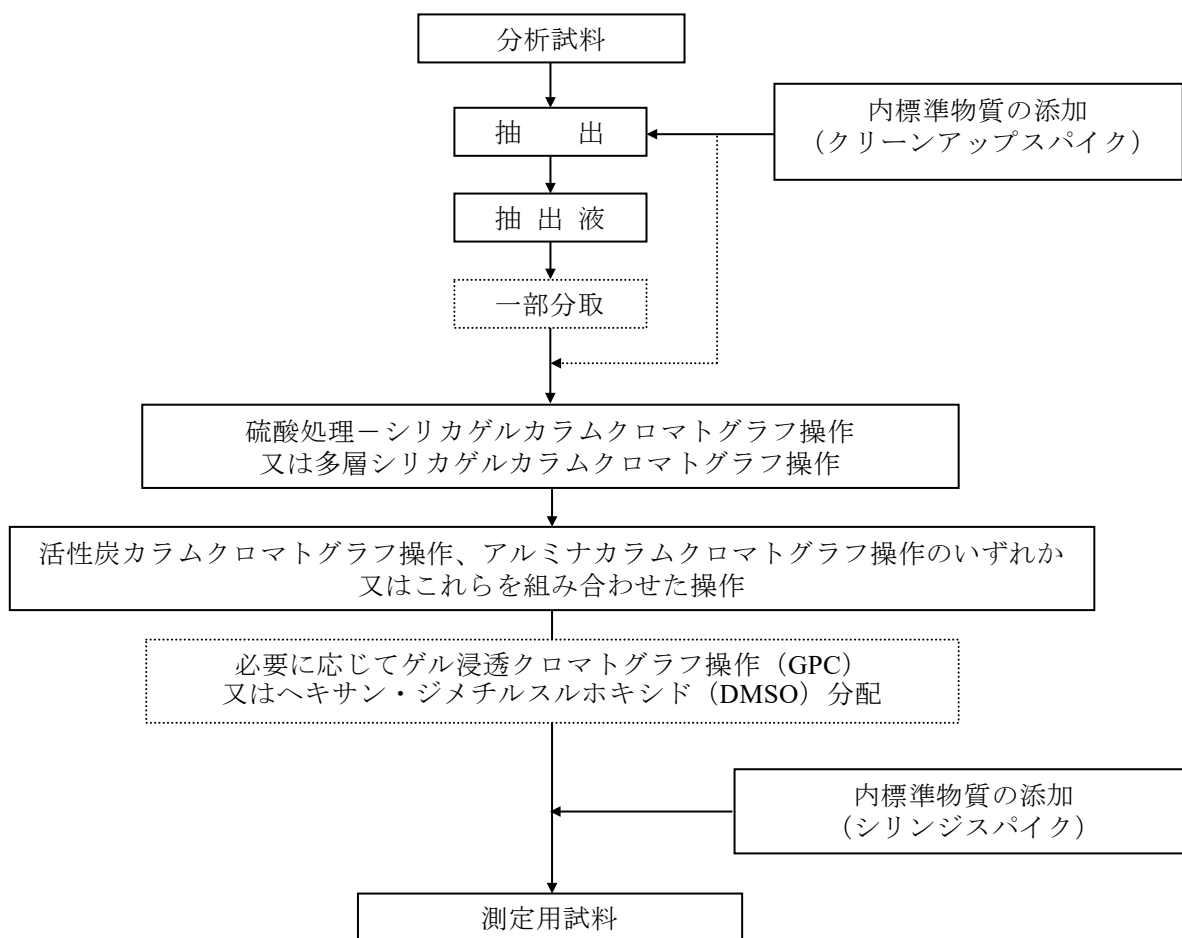 分析試料
内標準物質の添加
（クリーンアップスパイク）
抽　　出
抽 出 液
一部分取
硫酸処理－シリカゲルカラムクロマトグラフ操作
又は多層シリカゲルカラムクロマトグラフ操作
活性炭カラムクロマトグラフ操作、アルミナカラムクロマトグラフ操作のいずれか
又はこれらを組み合わせた操作
必要に応じてゲル浸透クロマトグラフ操作（GPC）
又はヘキサン・ジメチルスルホキシド（DMSO）分配
内標準物質の添加
（シリンジスパイク）
測定用試料